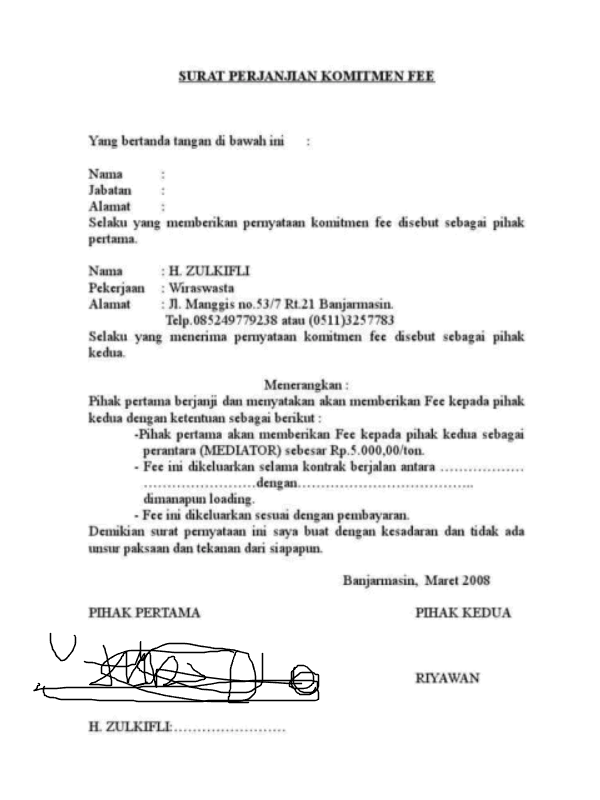 SURAT PERJANJIAN KOMITMEN FEE
Yang bertanda tangan di bawah ini :
Nama :
Jabatan :
Alamat :
Selaku yang memberikan pernyataan komitmen fee disebut sebagai pihak
pertama.
Nama : H. ZULKIFLI
Pekerjaan : Wiraswasta
Alamat : Jl. Manggis no.53/7 Rt.21 Banjarmasin.
Telp.085249779238 atau (0511)3257783
Selaku yang menerima pernyataan komitmen fee disebut sebagai pihak
kedua.
Menerangkan :
Pihak pertama berjanji dan menyatakan akan memberikan Fee kepada pihak
kedua dengan ketentuan sebagai berikut :
-Pihak pertama akan memberikan Fee kepada pihak kedua sebagai
perantara (MEDIATOR) sebesar Rp.5.000,00/ton.
- Fee ini dikeluarkan selama kontrak berjalan antara ………………
……………………dengan………………………………..
dimanapun loading.
- Fee ini dikeluarkan sesuai dengan pembayaran.
Demikian surat pernyataan ini saya buat dengan kesadaran dan tidak ada
unsur paksaan dan tekanan dari siapapun.
Banjarmasin, Maret 2008
PIHAK PERTAMA PIHAK KEDUA
RIYAWAN
H. ZULKIFLI:……………………